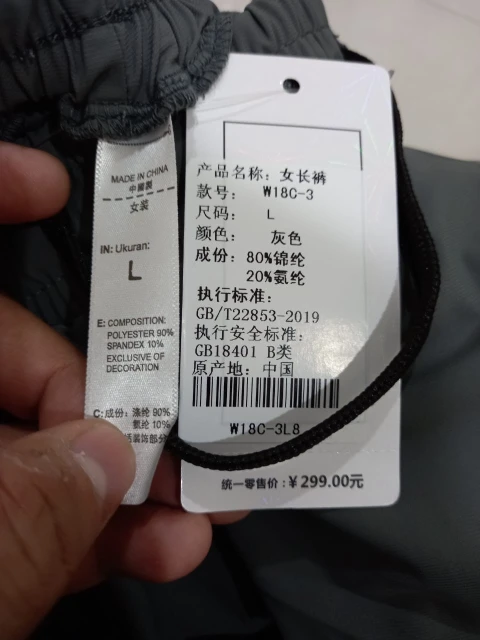 MADE IN CHINA
中國製
女装
IN: Ukuran:
L
E: COMPOSITION:
POLYESTER 90%
SPANDEX 10%
EXCLUSIVE OF
DECORATION
C: 成份: 涤纶 90%
氨纶 10%
装饰部分
产品名称: 女长裤
款号: W18C-3
尺码: L
颜色: 灰色
成份: 80%锦纶
20%氨纶
执行标准:
GB/T22853-2019
执行安全标准:
GB18401 B类
原产地: 中国
W18C-3L8
统一零售价: ¥299.00元